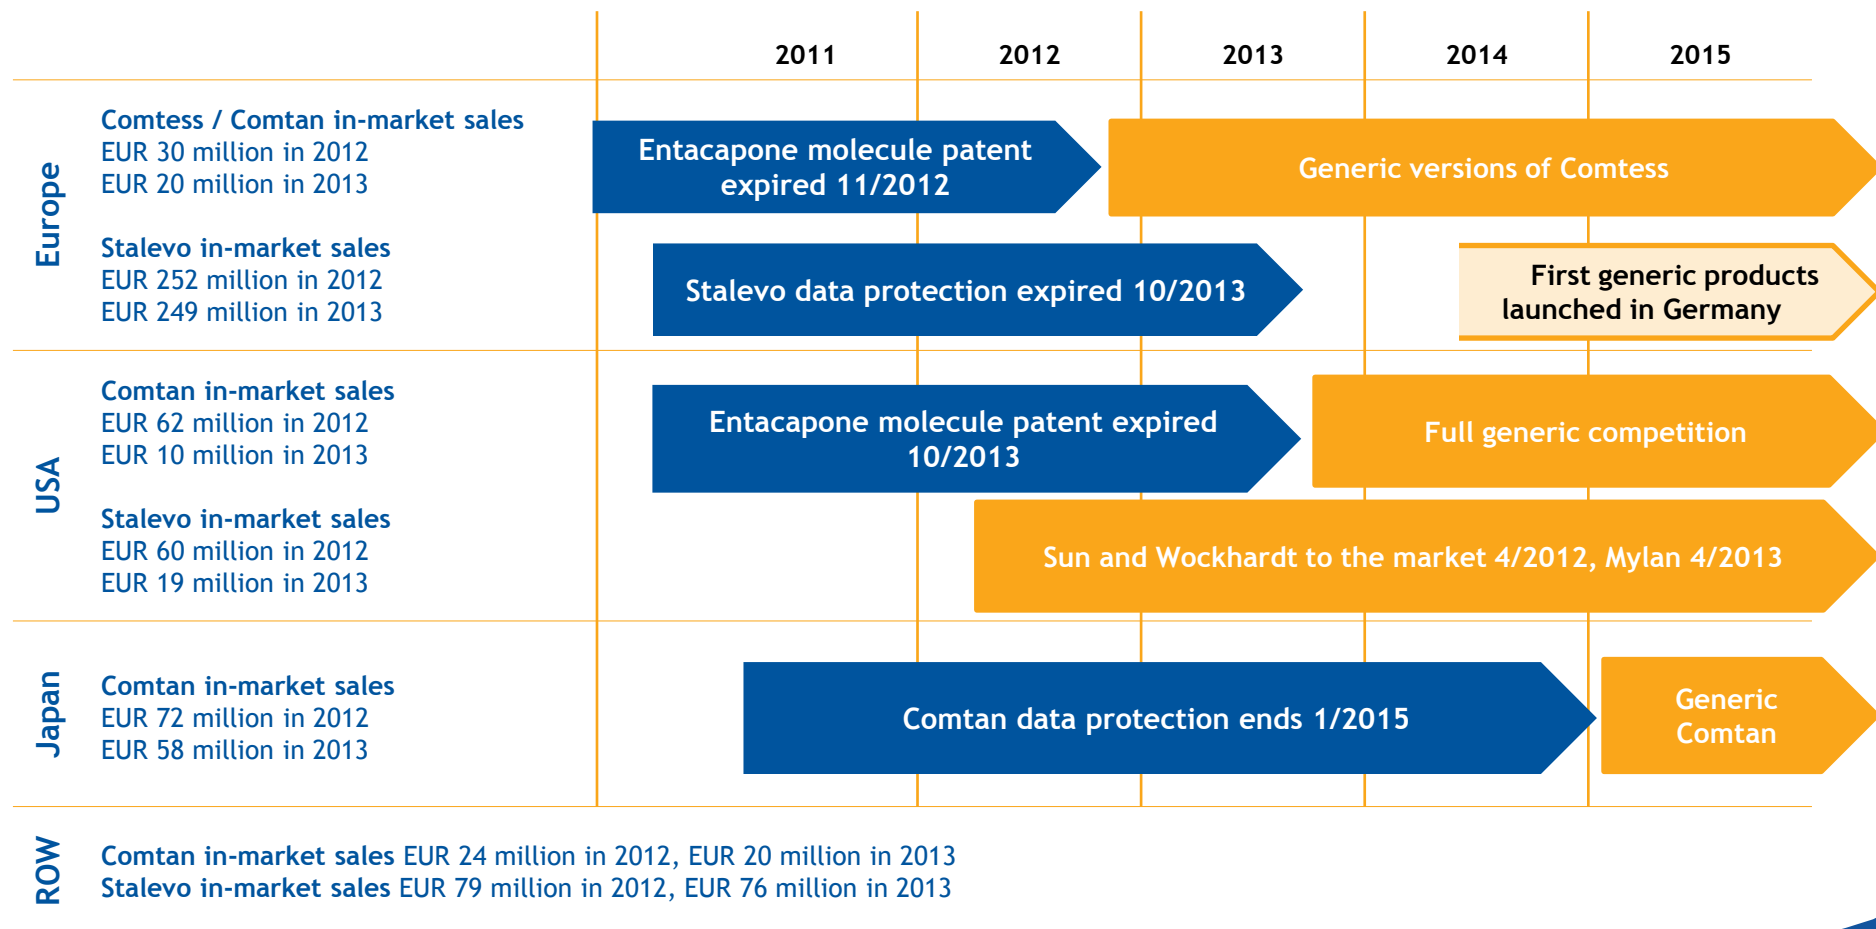 2011 2012 2013 2014 2015
Europe
Comtess / Comtan in-market sales
EUR 30 million in 2012
EUR 20 million in 2013
Entacapone molecule patent
expired 11/2012
Generic versions of Comtess
Stalevo in-market sales
EUR 252 million in 2012
EUR 249 million in 2013
Stalevo data protection expired 10/2013
First generic products
launched in Germany
USA
Comtan in-market sales
EUR 62 million in 2012
EUR 10 million in 2013
Entacapone molecule patent expired
10/2013
Full generic competition
Stalevo in-market sales
EUR 60 million in 2012
EUR 19 million in 2013
Sun and Wockhardt to the market 4/2012, Mylan 4/2013
Japan
Comtan in-market sales
EUR 72 million in 2012
EUR 58 million in 2013
Comtan data protection ends 1/2015
Generic
Comtan
ROW
Comtan in-market sales EUR 24 million in 2012, EUR 20 million in 2013
Stalevo in-market sales EUR 79 million in 2012, EUR 76 million in 2013